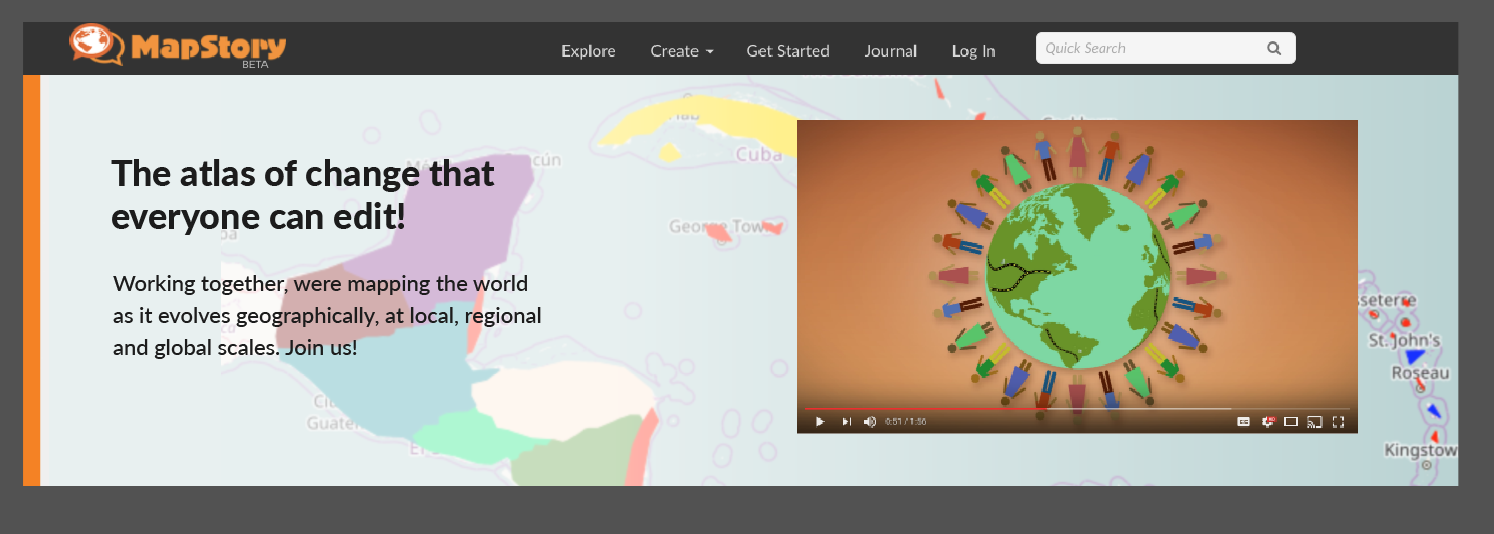 MapStory
BETA
Explore
Create
Get Started
Journal
Log In
Quick Search
The atlas of change that
everyone can edit!
Working together, were mapping the world
as it evolves geographically, at local, regional
and global scales. Join us!
Cuba
cún
George Town
0:51 / 1:56
sseterre
St. John's
Roseau
Kingstow